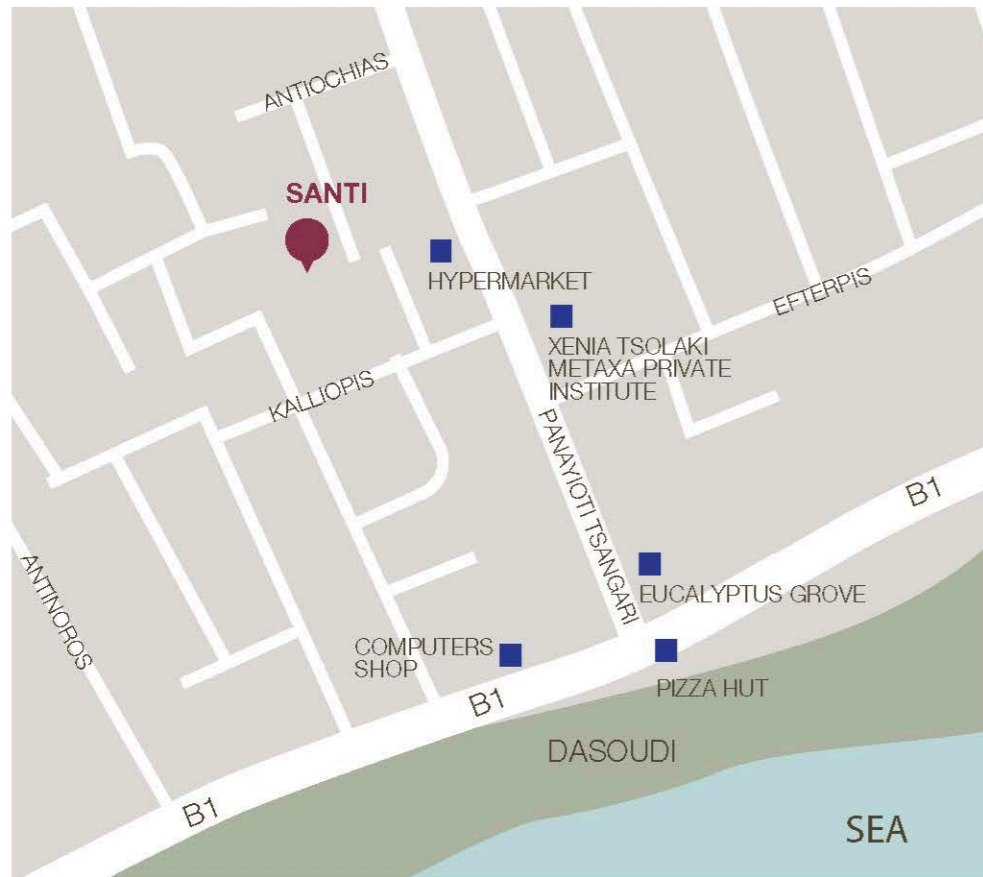 ANTIOCHIAS
SANTI
HYPERMARKET
EFTERPIS
XENIA TSOLAKI
METAXA PRIVATE
INSTITUTE
KALLIOPIS
PANAYIOTI TSANGARI
B1
ANTINOROS
EUCALYPTUS GROVE
COMPUTERS
SHOP
PIZZA HUT
B1
DASOUDI
B1
SEA